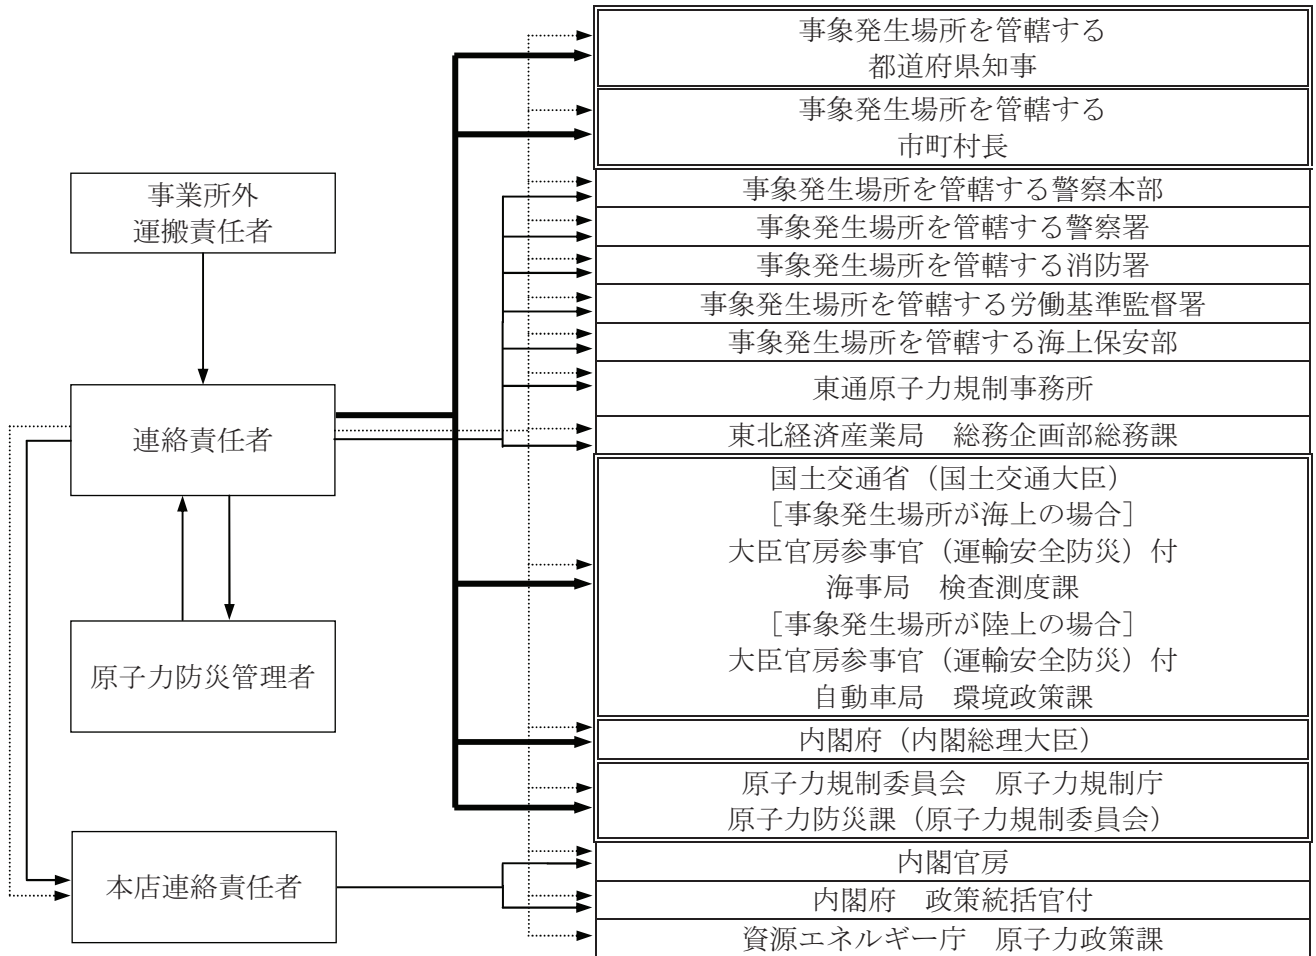 事業所外
運搬責任者
連絡責任者
原子力防災管理者
本店連絡責任者
事象発生場所を管轄する
都道府県知事
事象発生場所を管轄する
市町村長
事象発生場所を管轄する警察本部
事象発生場所を管轄する警察署
事象発生場所を管轄する消防署
事象発生場所を管轄する労働基準監督署
事象発生場所を管轄する海上保安部
東通原子力規制事務所
東北経済産業局　総務企画部総務課
国土交通省（国土交通大臣）
［事象発生場所が海上の場合］
大臣官房参事官（運輸安全防災）付
海事局　検査測度課
［事象発生場所が陸上の場合］
大臣官房参事官（運輸安全防災）付
自動車局　環境政策課
内閣府（内閣総理大臣）
原子力規制委員会　原子力規制庁
原子力防災課（原子力規制委員会）
内閣官房
内閣府　政策統括官付
資源エネルギー庁　原子力政策課